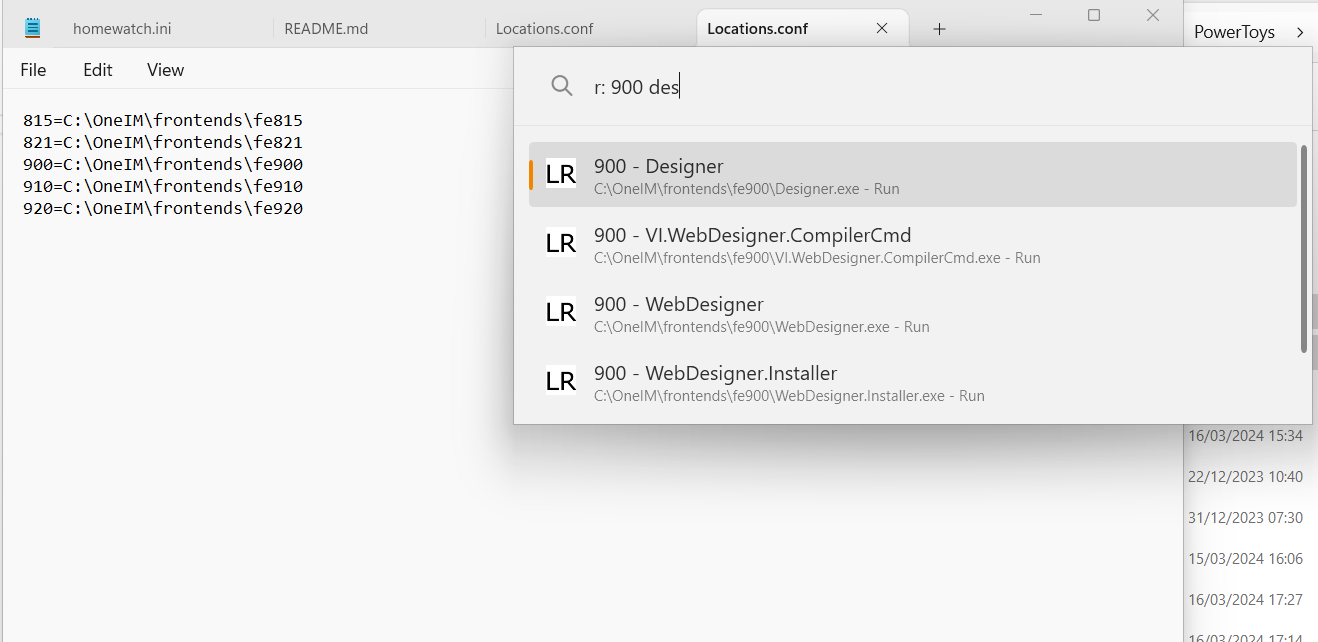 homewatch.ini
README.md
Locations.conf
Locations.conf
PowerToys
File
Edit
View
815=C:\OneIM\frontends\fe815
821=C:\OneIM\frontends\fe821
900=C:\OneIM\frontends\fe900
910=C:\OneIM\frontends\fe910
920=C:\OneIM\frontends\fe920
r: 900 des
LR
900 - Designer
C:\OneIM\frontends\fe900\Designer.exe - Run
LR
900 - VI.WebDesigner.CompilerCmd
C:\OneIM\frontends\fe900\VI.WebDesigner.CompilerCmd.exe - Run
LR
900 - WebDesigner
C:\OneIM\frontends\fe900\WebDesigner.exe - Run
LR
900 - WebDesigner.Installer
C:\OneIM\frontends\fe900\WebDesigner.Installer.exe - Run
16/03/2024 15:34
22/12/2023 10:40
31/12/2023 07:30
15/03/2024 16:06
16/03/2024 17:27
16/03/2024 17:14